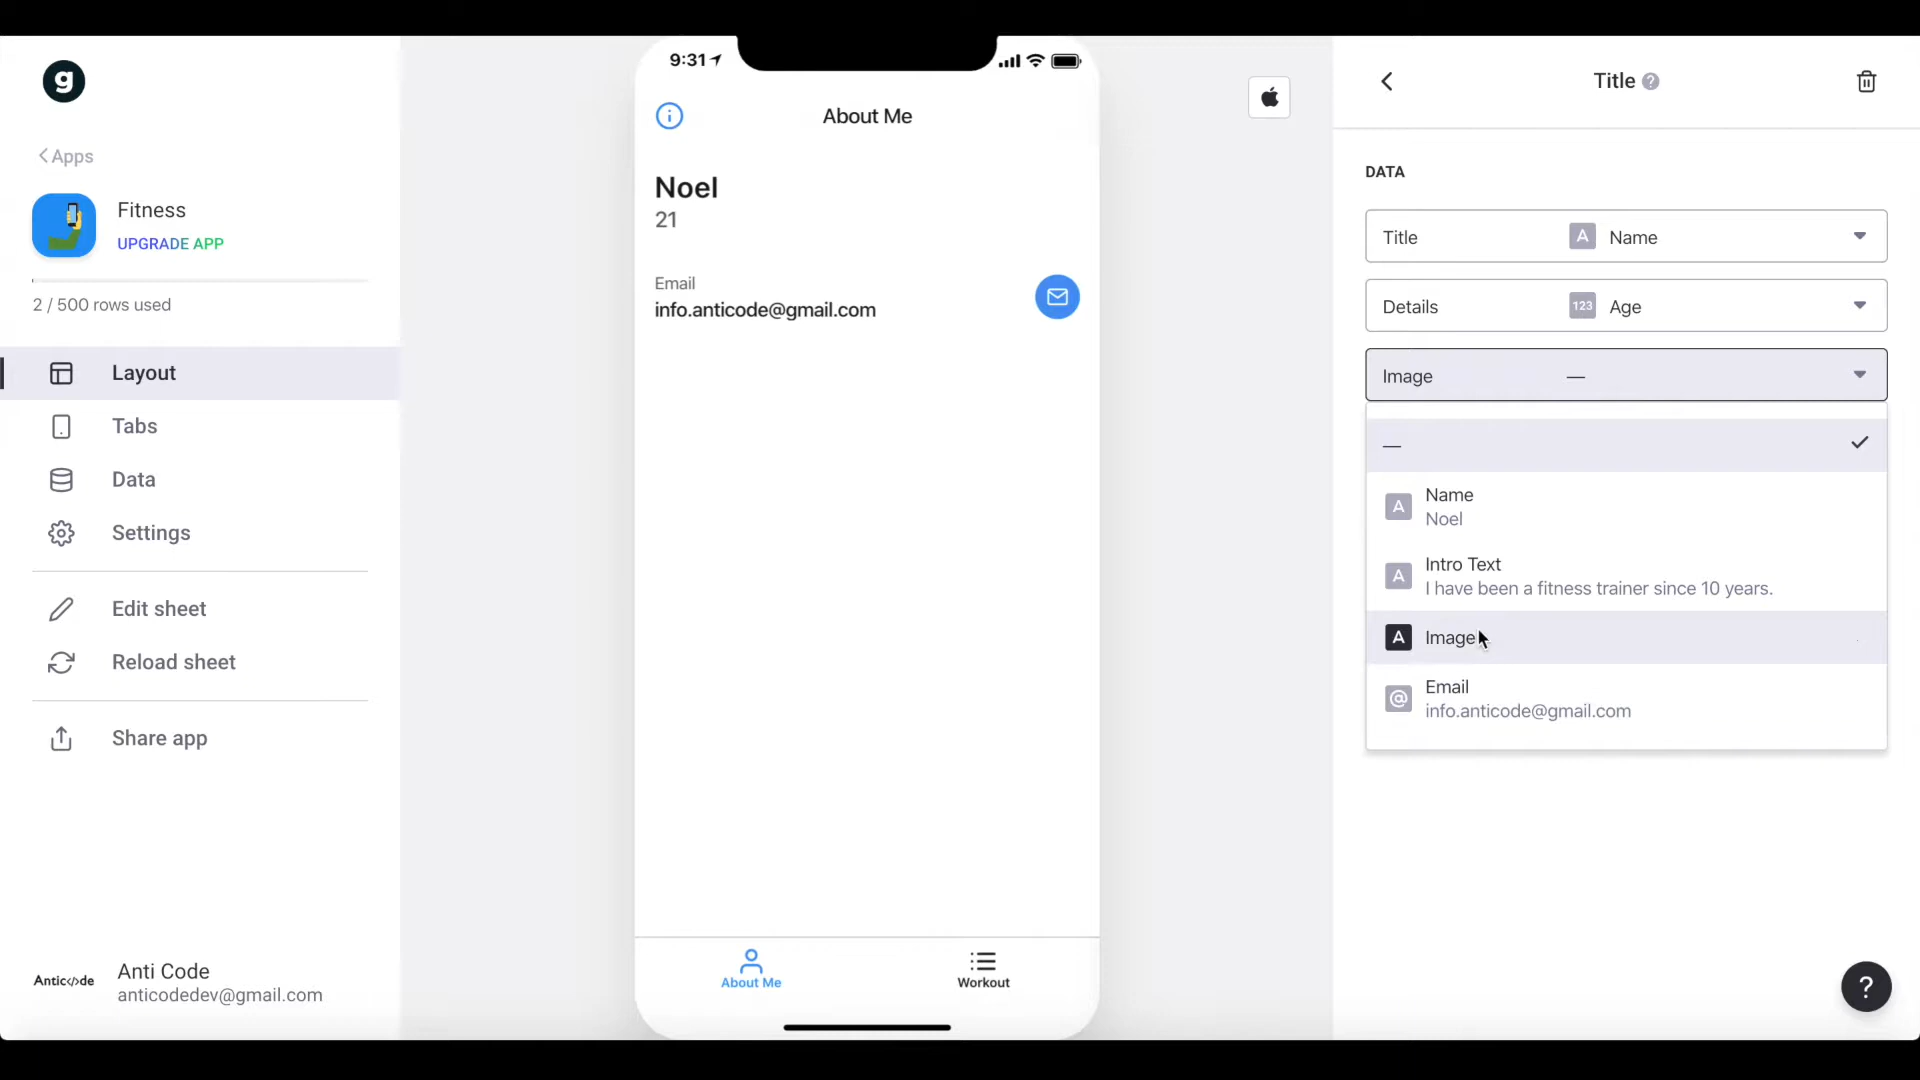 g
Apps
Fitness
UPGRADE APP
2 / 500 rows used
Layout
Tabs
Data
Settings
Edit sheet
Reload sheet
Share app
Antic</>de
Anti Code
anticodedev@gmail.com
9:31
About Me
Noel
21
Email
info.anticode@gmail.com
About Me
Workout
Title ?
DATA
Title A Name
Details 123 Age
Image —
—
A Name
Noel
A Intro Text
I have been a fitness trainer since 10 years.
A Image
@ Email
info.anticode@gmail.com
?